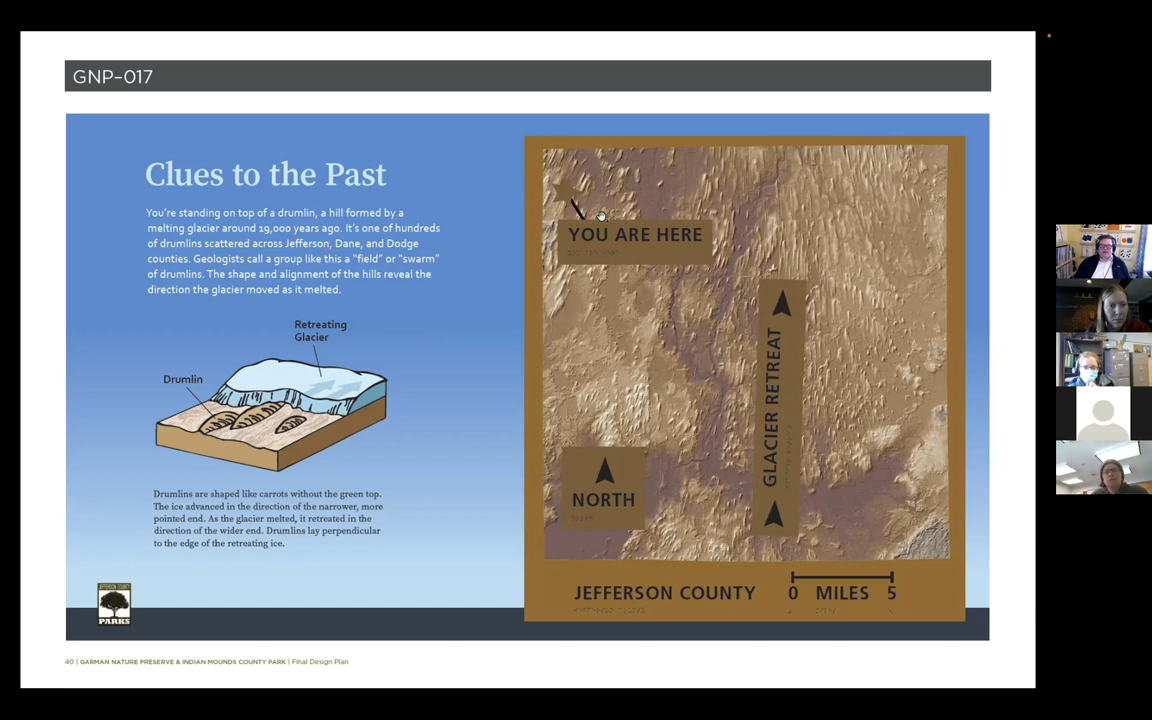 GNP–017
Clues to the Past
You're standing on top of a drumlin, a hill formed by a
melting glacier around 19,000 years ago. It's one of hundreds
of drumlins scattered across Jefferson, Dane, and Dodge
counties. Geologists call a group like this a "field" or "swarm"
of drumlins. The shape and alignment of the hills reveal the
direction the glacier moved as it melted.
Retreating
Glacier
Drumlin
Drumlins are shaped like carrots without the green top.
The ice advanced in the direction of the narrower, more
pointed end. As the glacier melted, it retreated in the
direction of the wider end. Drumlins lay perpendicular
to the edge of the retreating ice.
JEFFERSON COUNTY
PARKS
YOU ARE HERE
GLACIER RETREAT
NORTH
JEFFERSON COUNTY
0 MILES 5
40 | GARMAN NATURE PRESERVE & INDIAN MOUNDS COUNTY PARK | Final Design Plan